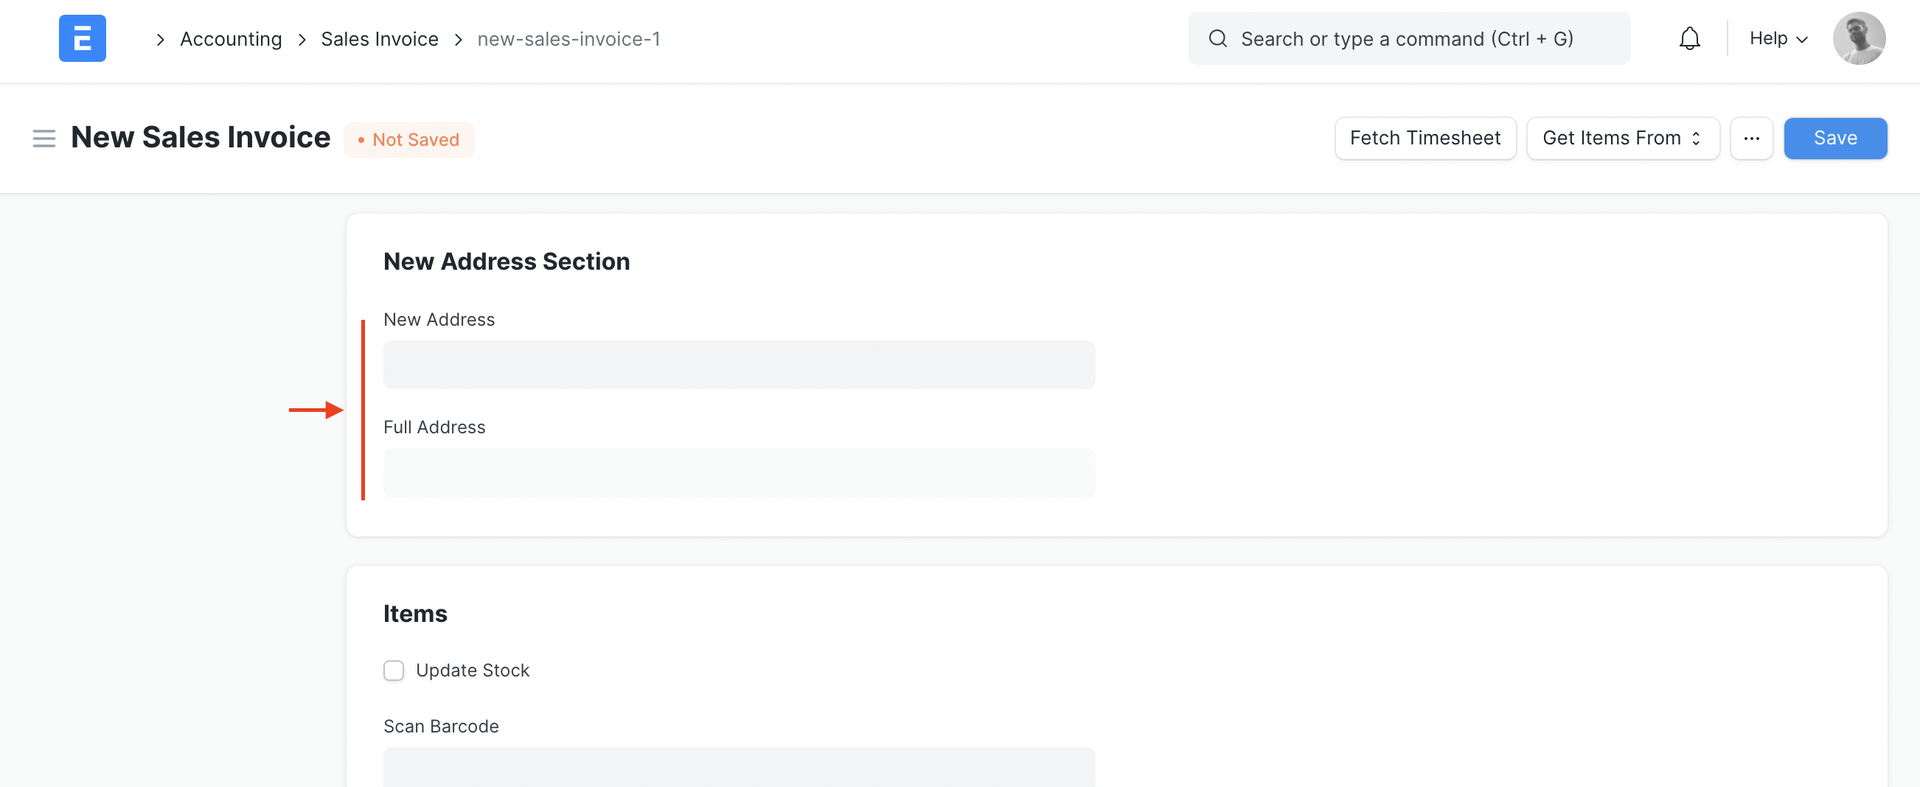 E
Accounting
Sales Invoice
new-sales-invoice-1
Search or type a command (Ctrl + G)
Help
New Sales Invoice
• Not Saved
Fetch Timesheet
Get Items From
...
Save
New Address Section
New Address
Full Address
Items
Update Stock
Scan Barcode